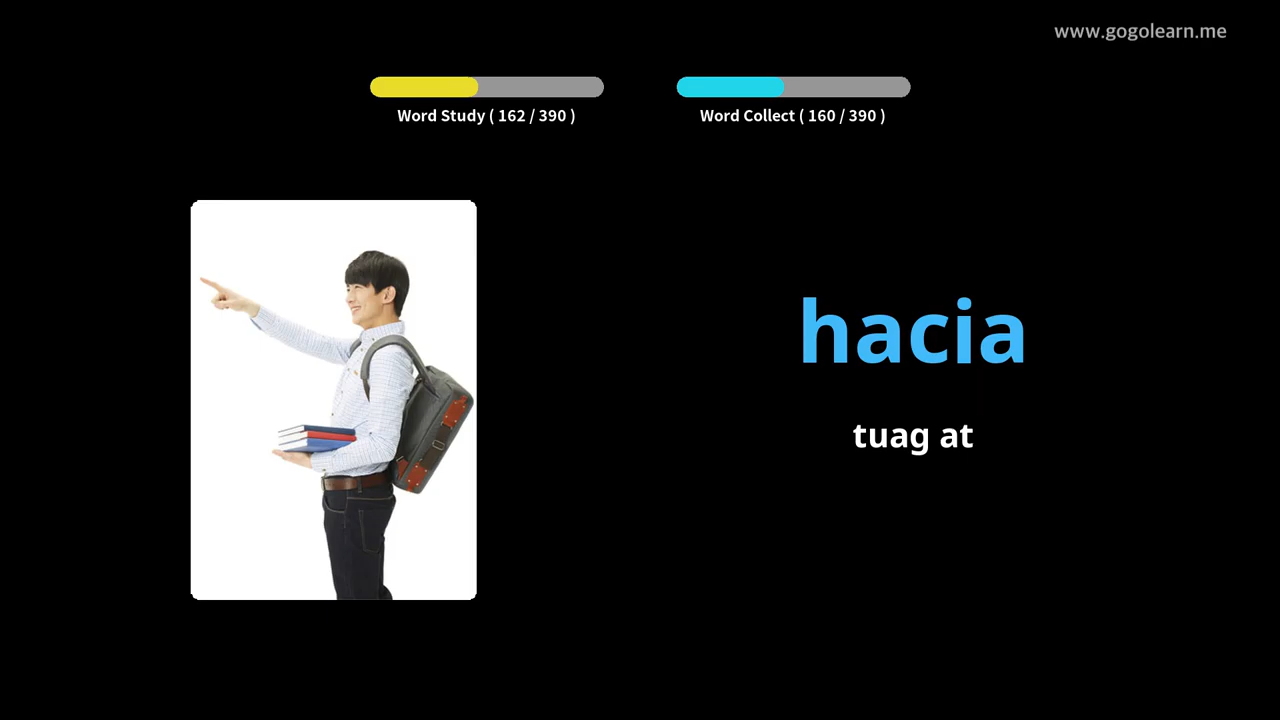 www.gogolearn.me
Word Study ( 162 / 390 )
Word Collect ( 160 / 390 )
hacia
tuag at